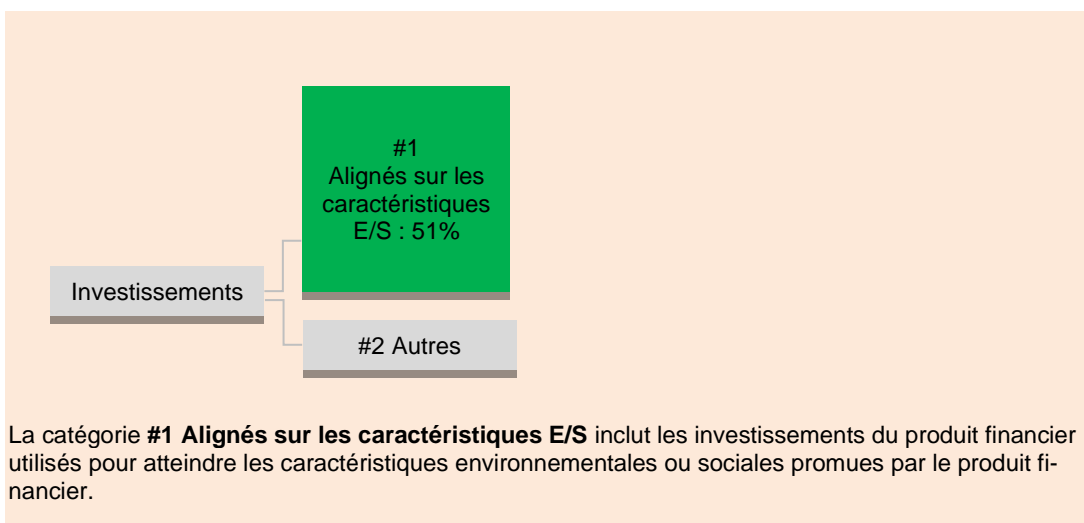 #1
Alignés sur les
caractéristiques
E/S : 51%
Investissements
#2 Autres
La catégorie #1 Alignés sur les caractéristiques E/S inclut les investissements du produit financier
utilisés pour atteindre les caractéristiques environnementales ou sociales promues par le produit fi-
nancier.